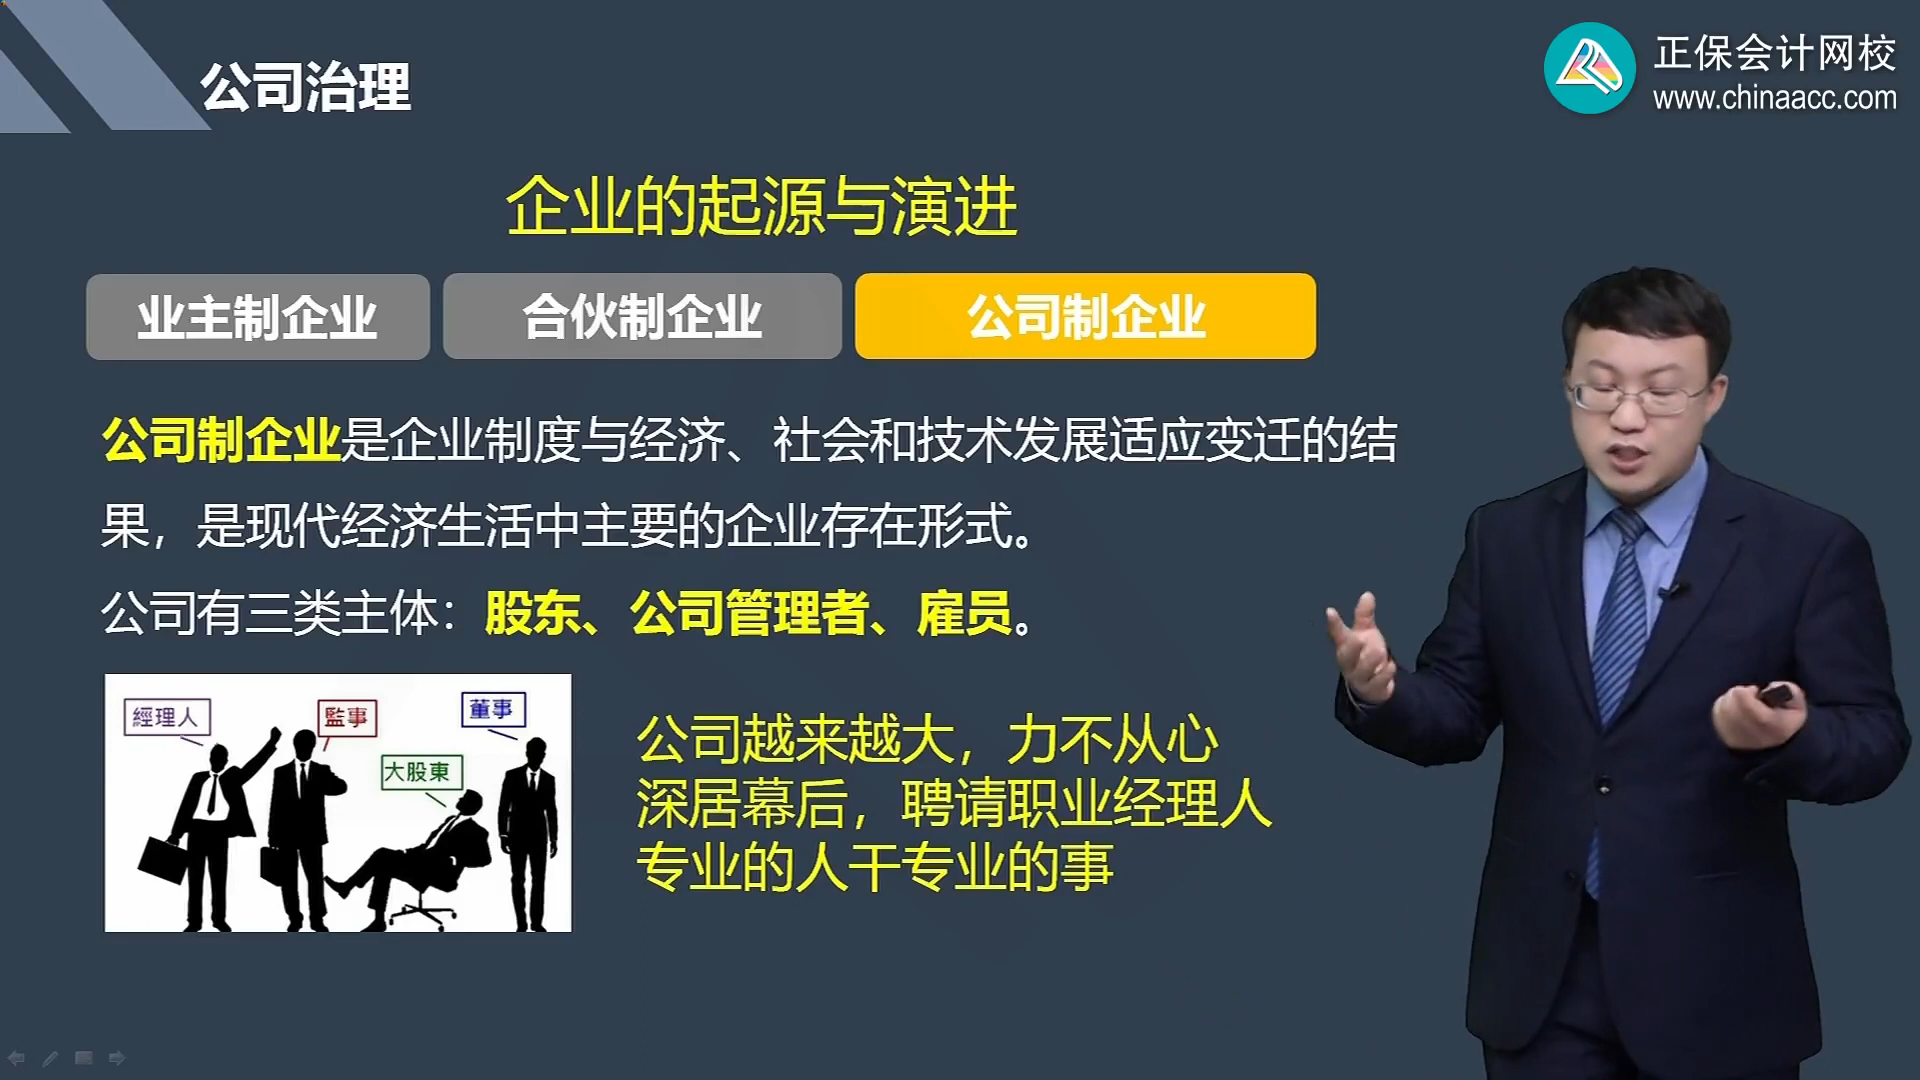 公司治理
正保会计网校
www.chinaacc.com
企业的起源与演进
业主制企业
合伙制企业
公司制企业
公司制企业是企业制度与经济、社会和技术发展适应变迁的结
果，是现代经济生活中主要的企业存在形式。
公司有三类主体：股东、公司管理者、雇员。
經理人
監事
董事
大股東
公司越来越大，力不从心
深居幕后，聘请职业经理人
专业的人干专业的事